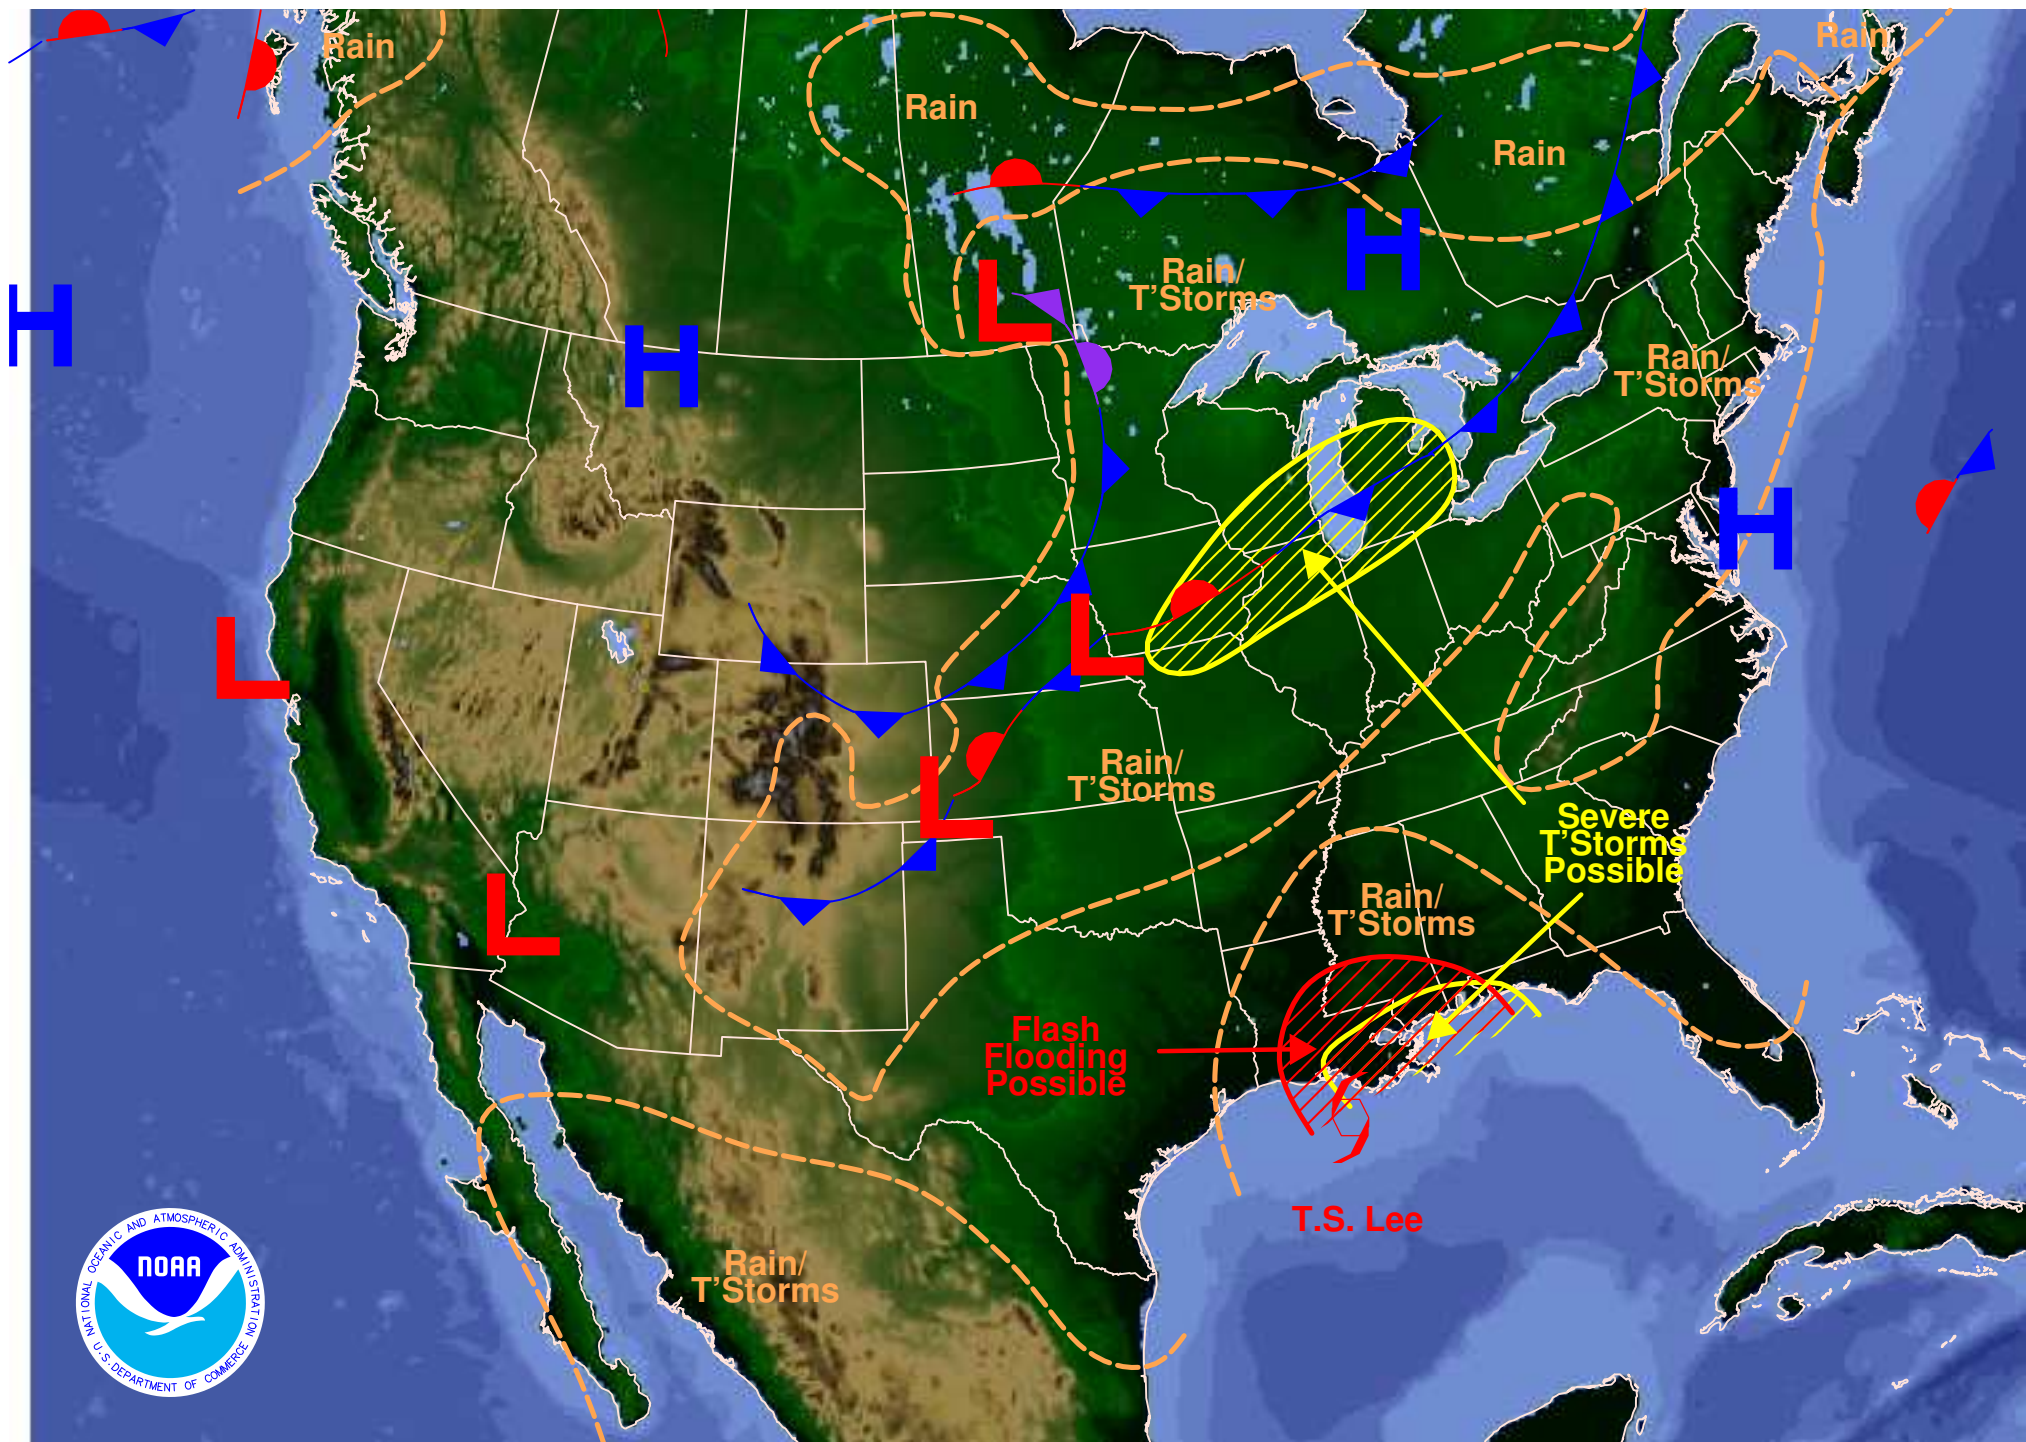 Rain
Rain
Rain
Rain
H
Rain/
T'Storms
H
L
H
Rain/
T'Storms
H
H
L
L
Rain/
T'Storms
L
Severe
T'Storms
Possible
L
Rain/
T'Storms
Flash
Flooding
Possible
T.S. Lee
Rain/
T'Storms
NATIONAL OCEANIC AND ATMOSPHERIC ADMINISTRATION
NOAA
U.S. DEPARTMENT OF COMMERCE